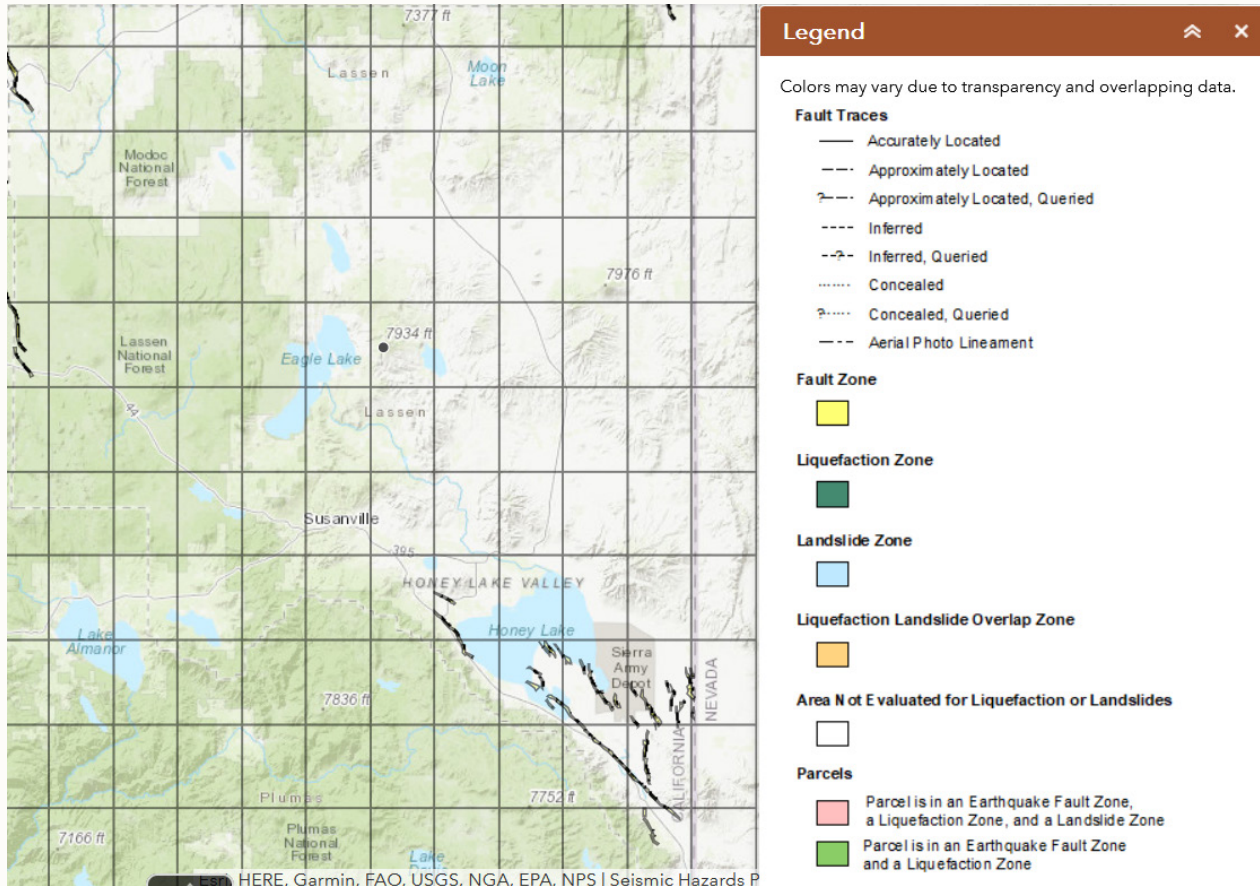 7377 ft
Lassen
Moon
Lake
Modoc
National
Forest
7976 ft
7934 ft
Lassen
National
Forest
Eagle Lake
44
Lassen
Susanville
395
HONEY LAKE VALLEY
Honey Lake
Lake
Almanor
Sierra
Army
Depot
7836 ft
NEVADA
CALIFORNIA
7752 ft
Plumas
7166 ft
Plumas
National
Forest
Lake
Esri, HERE, Garmin, FAO, USGS, NGA, EPA, NPS | Seismic Hazards P
Legend
Colors may vary due to transparency and overlapping data.
Fault Traces
Accurately Located
Approximately Located
? Approximately Located, Queried
Inferred
? Inferred, Queried
Concealed
? Concealed, Queried
Aerial Photo Lineament
Fault Zone
Liquefaction Zone
Landslide Zone
Liquefaction Landslide Overlap Zone
Area Not Evaluated for Liquefaction or Landslides
Parcels
Parcel is in an Earthquake Fault Zone,
a Liquefaction Zone, and a Landslide Zone
Parcel is in an Earthquake Fault Zone
and a Liquefaction Zone